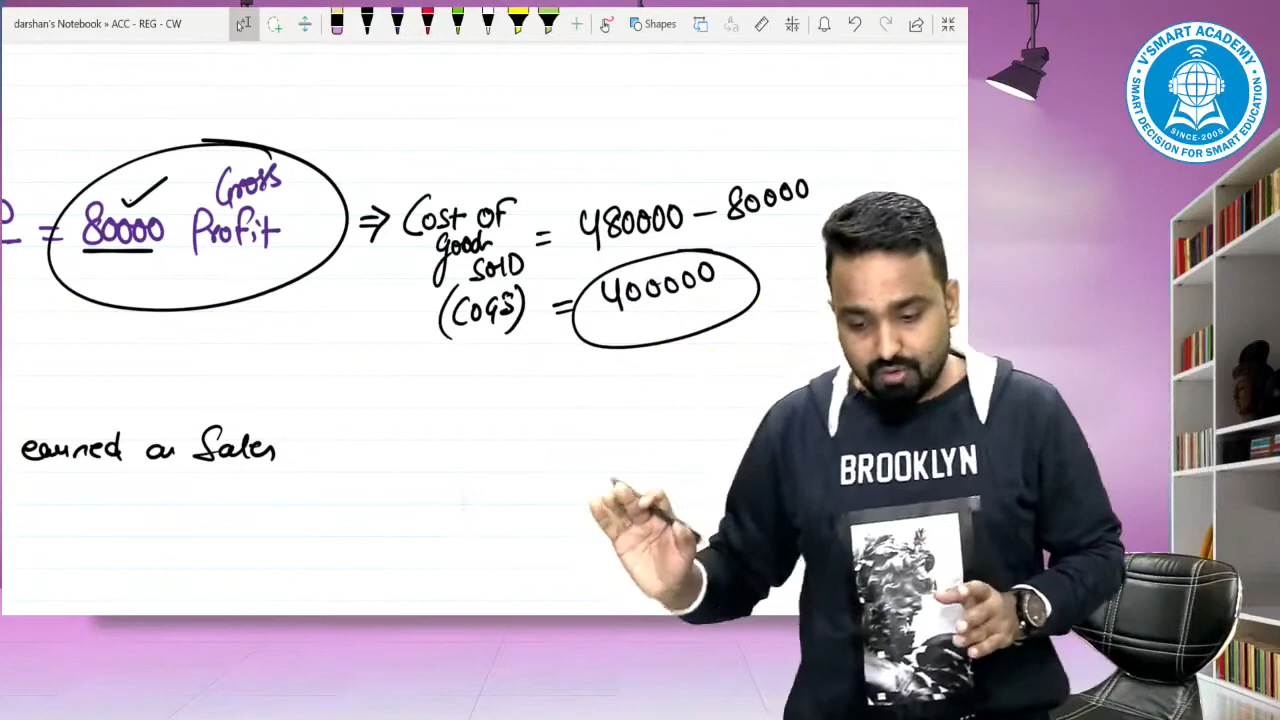 darshan's Notebook » ACC - REG - CW
Shapes
V'SMART ACADEMY
SMART DECISION FOR SMART EDUCATION
SINCE-2005
= 80000 Gross Profit ⇒ Cost of goods sold = 480000 - 80000
(COGS) = 400000
earned on Sales
BROOKLYN